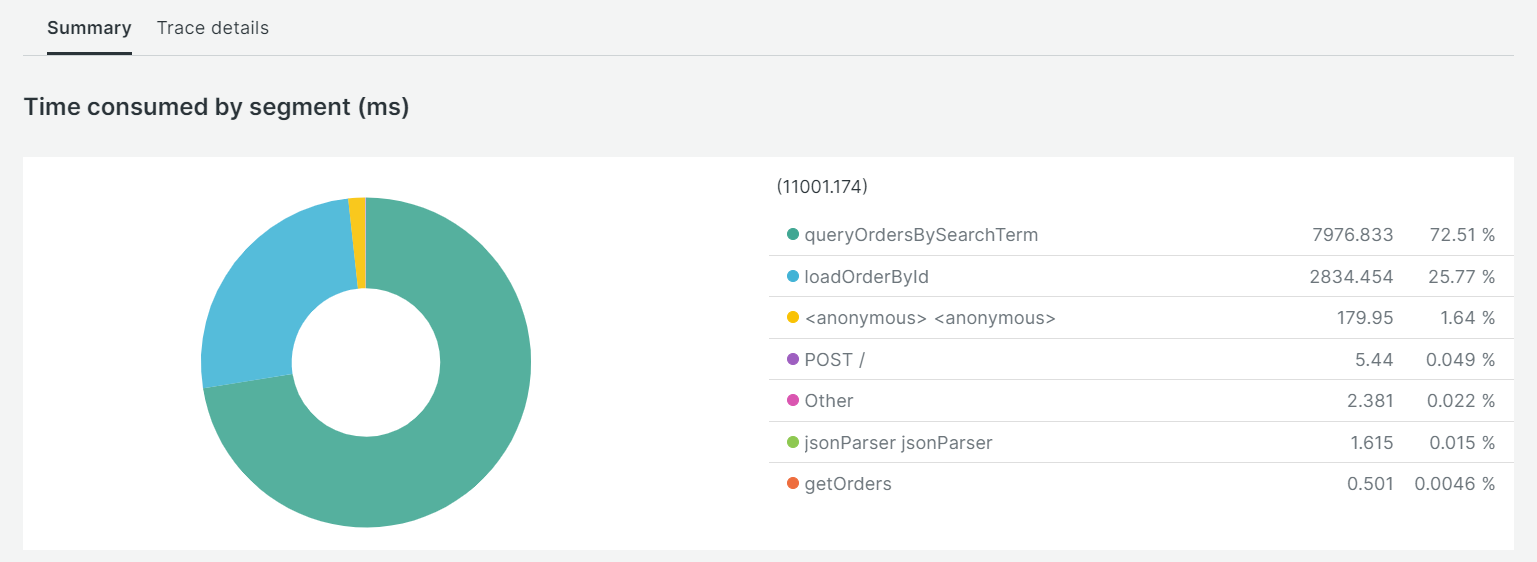 Summary Trace details
Time consumed by segment (ms)
(11001.174)
queryOrdersBySearchTerm 7976.833 72.51 %
loadOrderById 2834.454 25.77 %
<anonymous> <anonymous> 179.95 1.64 %
POST / 5.44 0.049 %
Other 2.381 0.022 %
jsonParser jsonParser 1.615 0.015 %
getOrders 0.501 0.0046 %